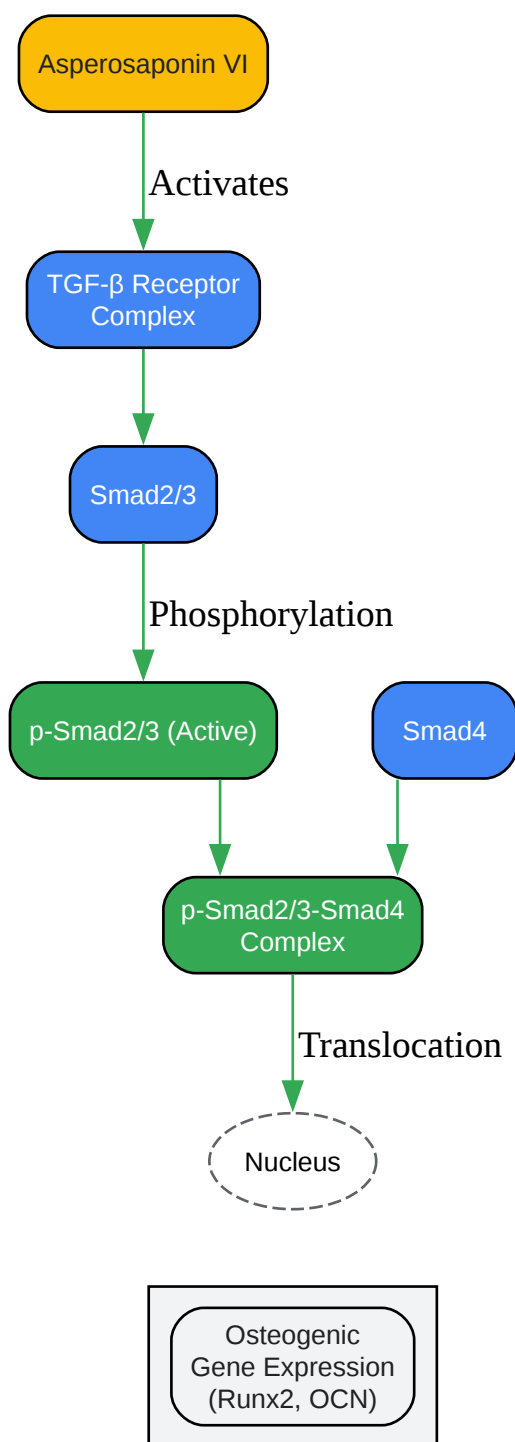 Asperosaponin VI
Activates
TGF-β Receptor
Complex
Smad2/3
Phosphorylation
p-Smad2/3 (Active)
Smad4
p-Smad2/3-Smad4
Complex
Translocation
Nucleus
Osteogenic
Gene Expression
(Runx2, OCN)